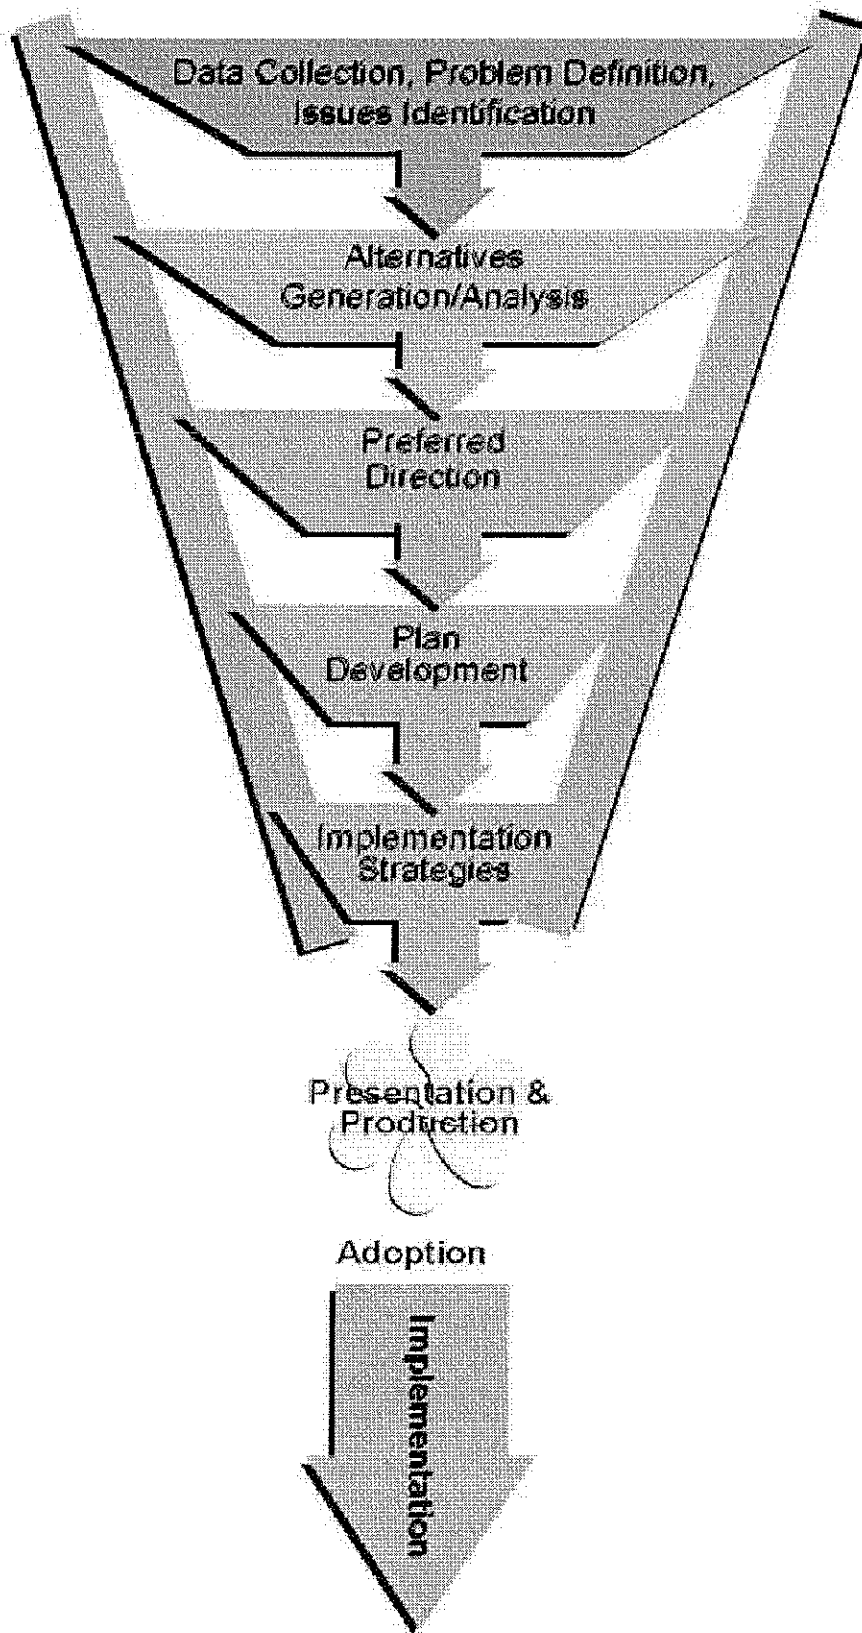 Data Collection, Problem Definition,
Issues Identification
Alternatives
Generation/Analysis
Preferred
Direction
Plan
Development
Implementation
Strategies
Presentation &
Production
Adoption
Implementation